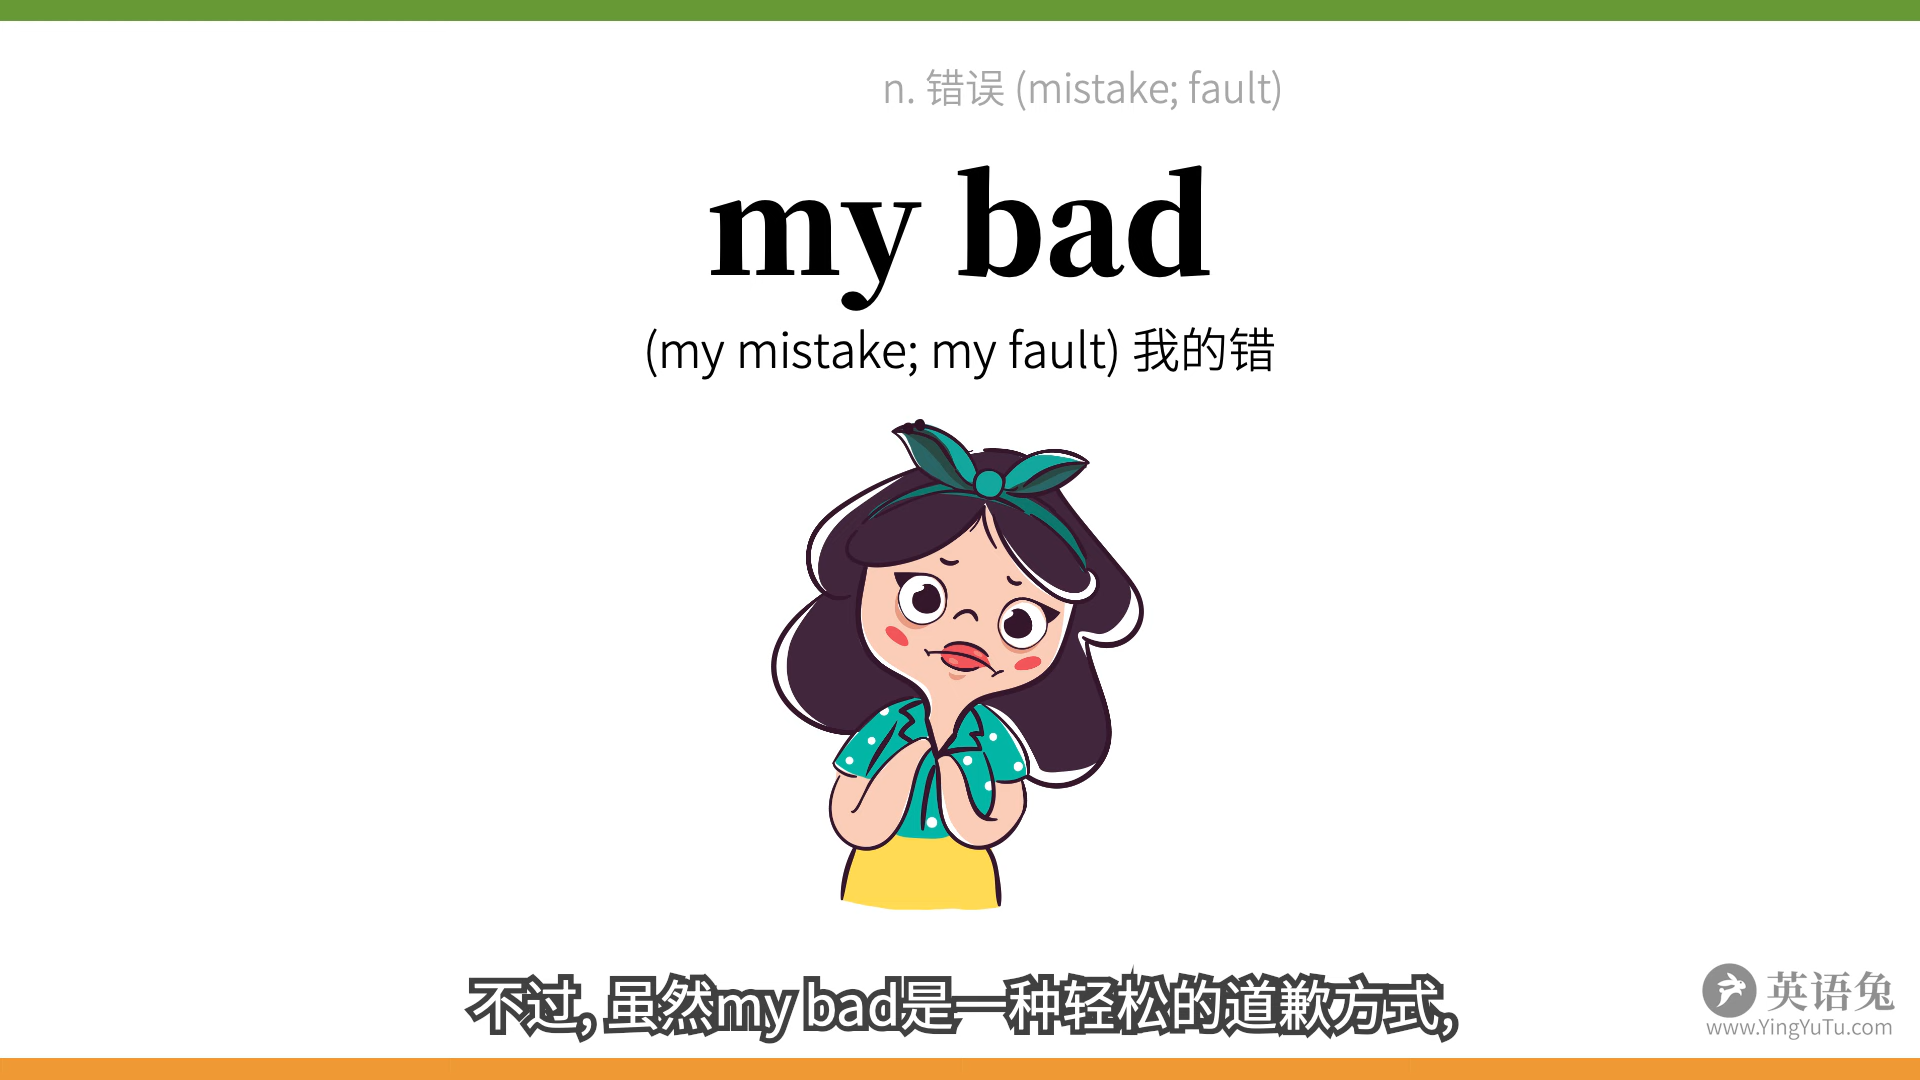 n. 错误 (mistake; fault)
my bad
(my mistake; my fault) 我的错
不过, 虽然my bad是一种轻松的道歉方式,
英语兔
www.YingYuTu.com